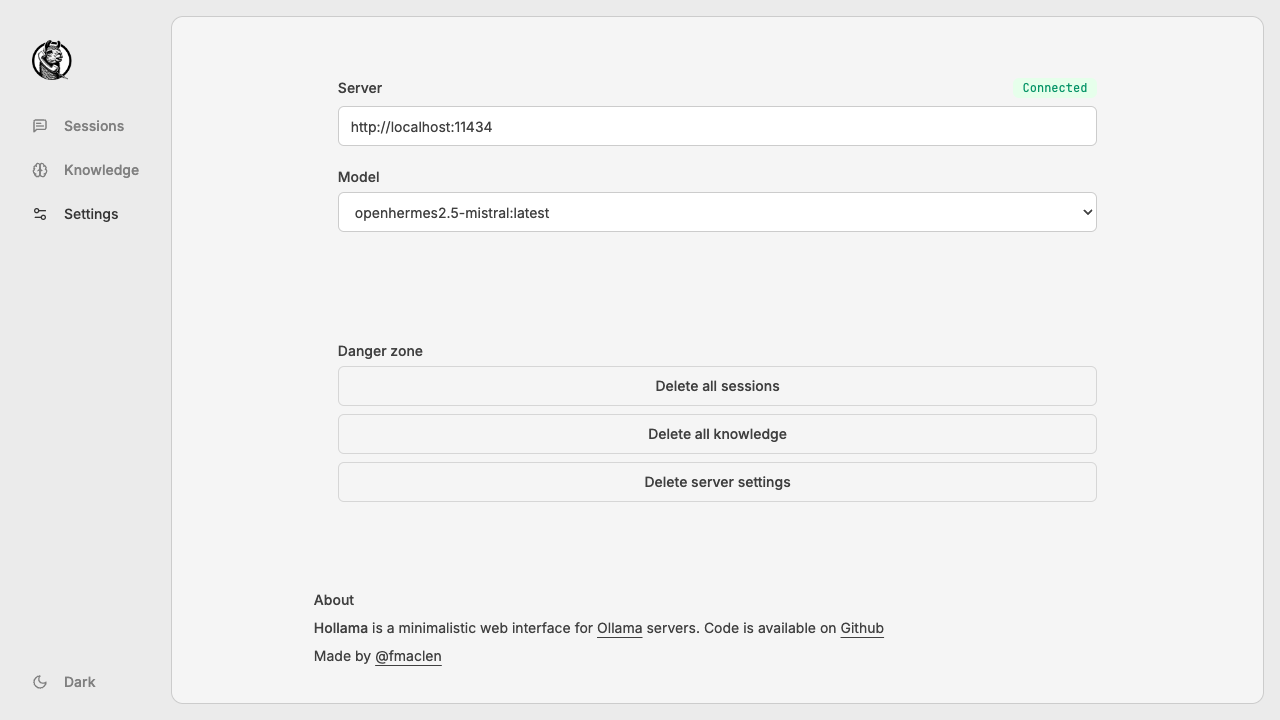 Sessions
Knowledge
Settings
Dark
Server
Connected
http://localhost:11434
Model
openhermes2.5-mistral:latest
Danger zone
Delete all sessions
Delete all knowledge
Delete server settings
About
Hollama is a minimalistic web interface for Ollama servers. Code is available on Github
Made by @fmaclen